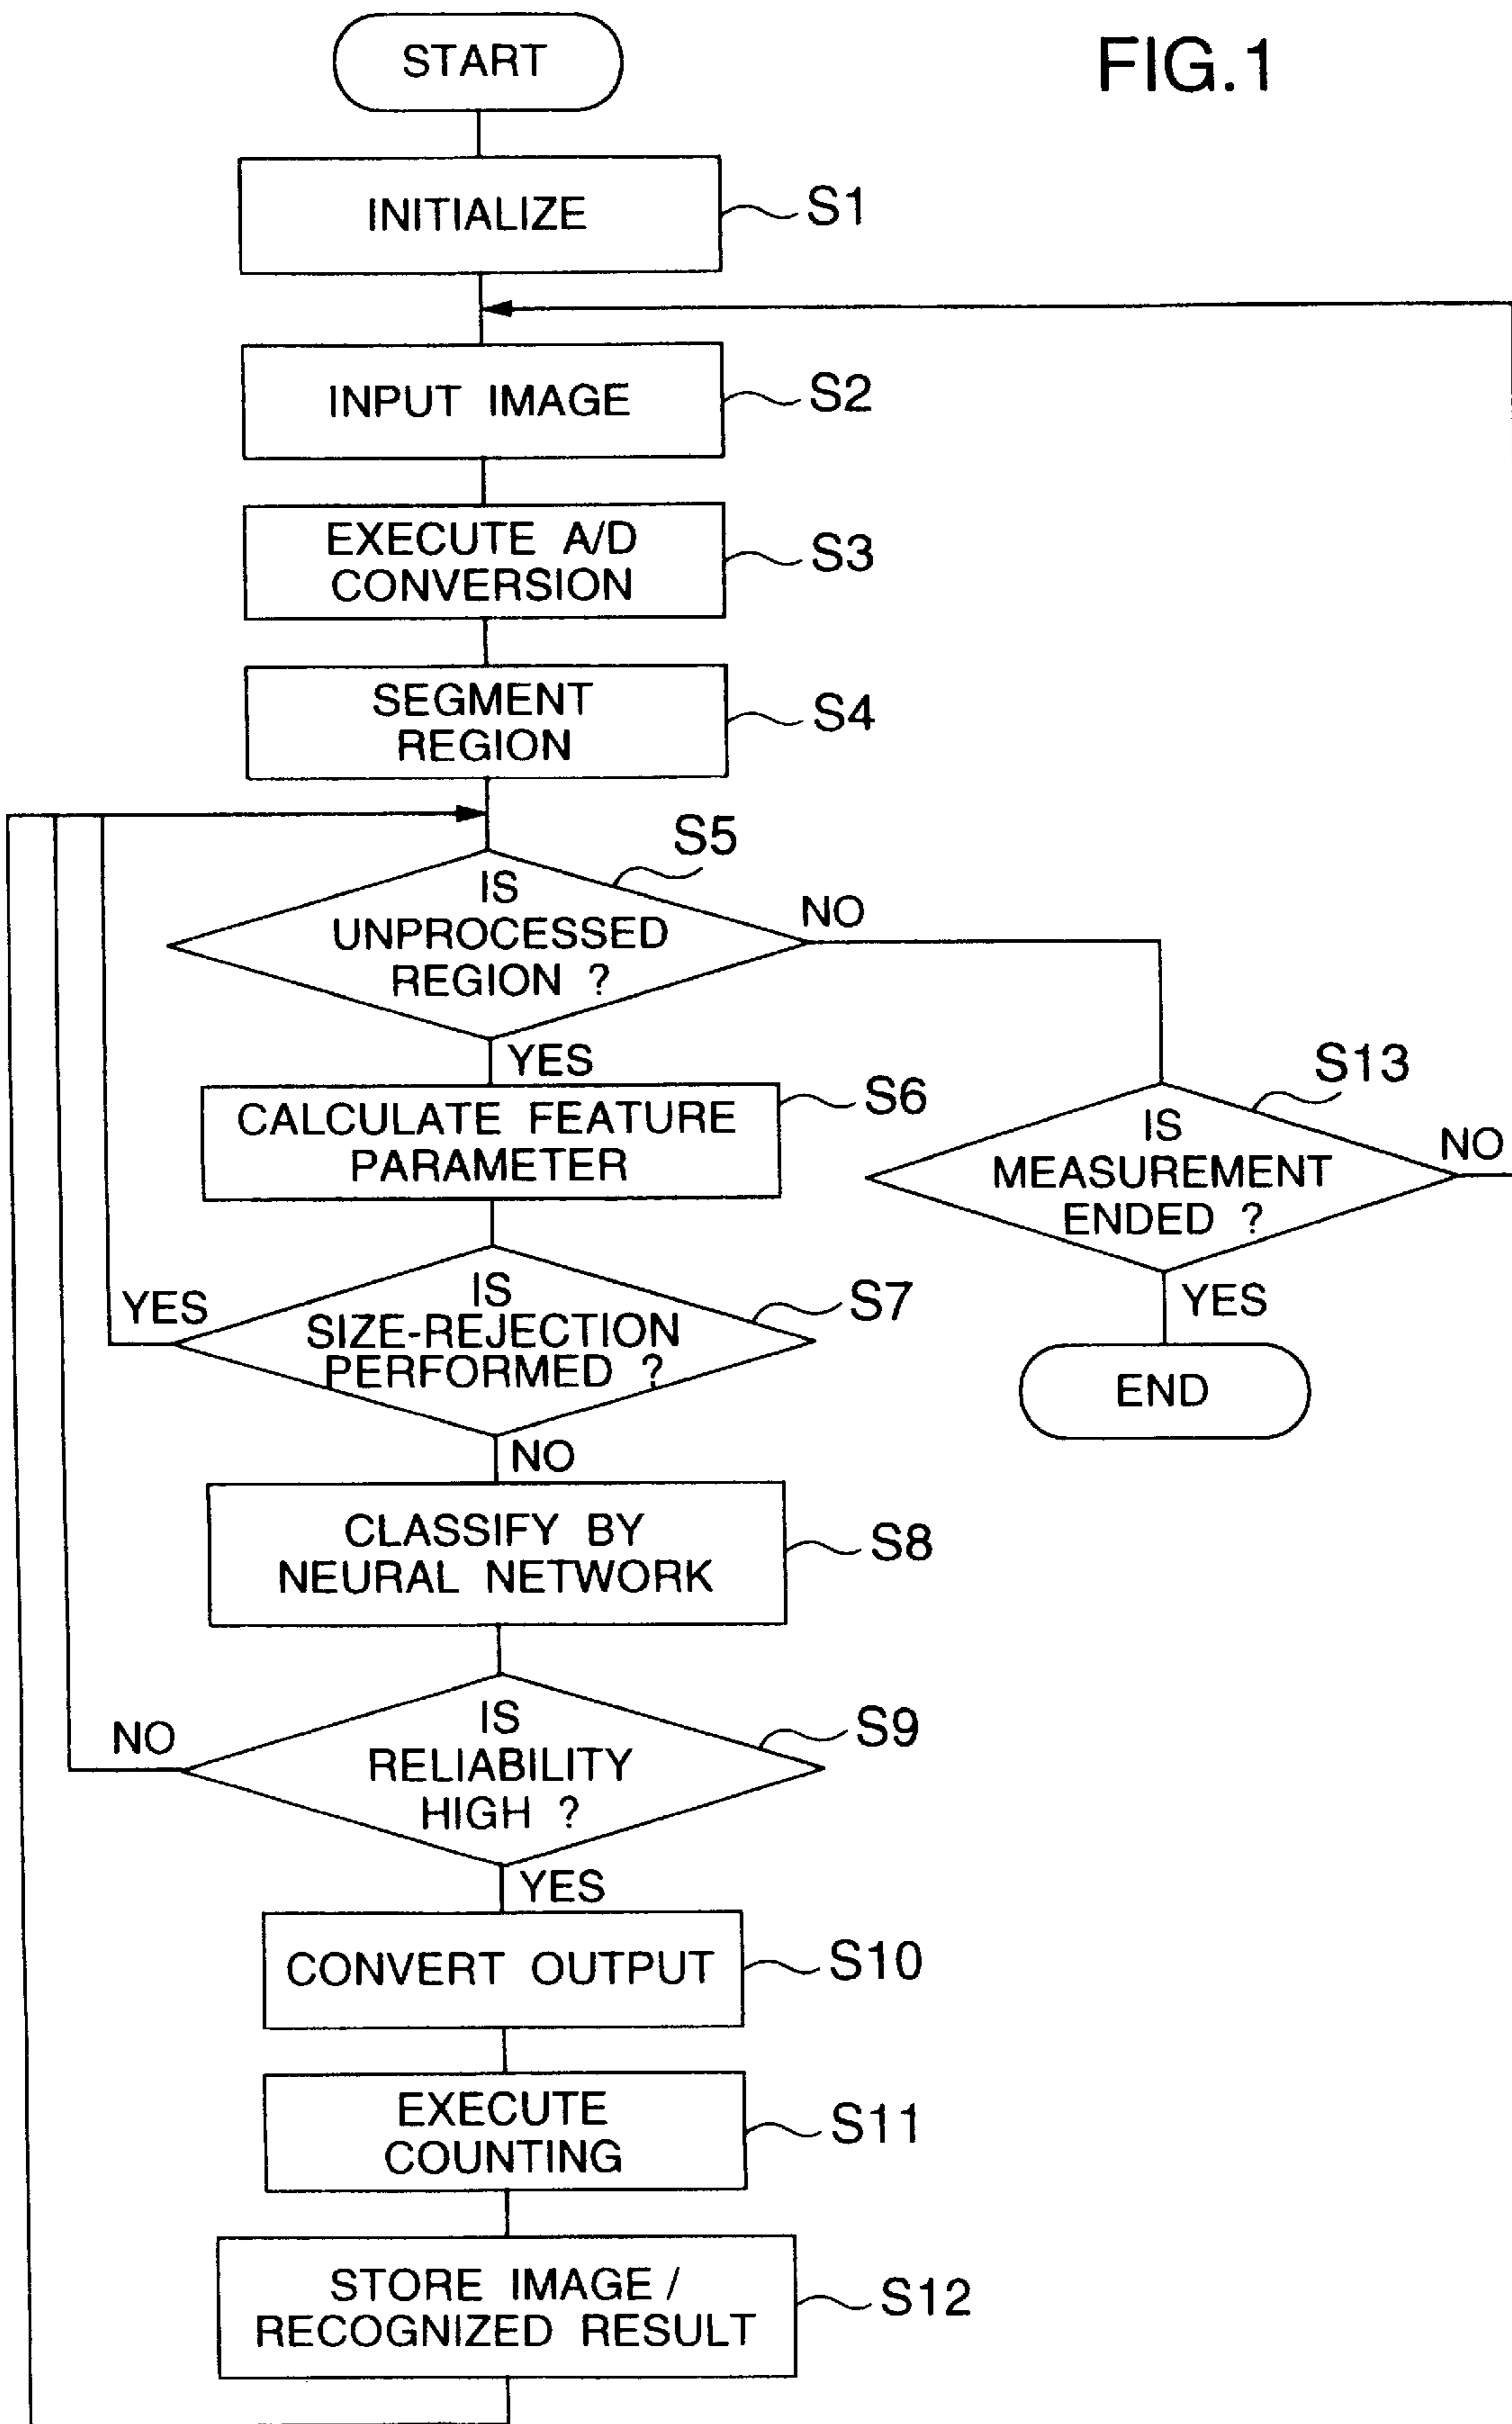 START
FIG.1
INITIALIZE
S1
INPUT IMAGE
S2
EXECUTE A/D
CONVERSION
S3
SEGMENT
REGION
S4
S5
IS
UNPROCESSED
REGION ?
NO
YES
CALCULATE FEATURE
PARAMETER
S6
S13
IS
MEASUREMENT
ENDED ?
NO
YES
END
IS
SIZE-REJECTION
PERFORMED ?
S7
YES
NO
CLASSIFY BY
NEURAL NETWORK
S8
IS
RELIABILITY
HIGH ?
S9
NO
YES
CONVERT OUTPUT
S10
EXECUTE
COUNTING
S11
STORE IMAGE /
RECOGNIZED RESULT
S12